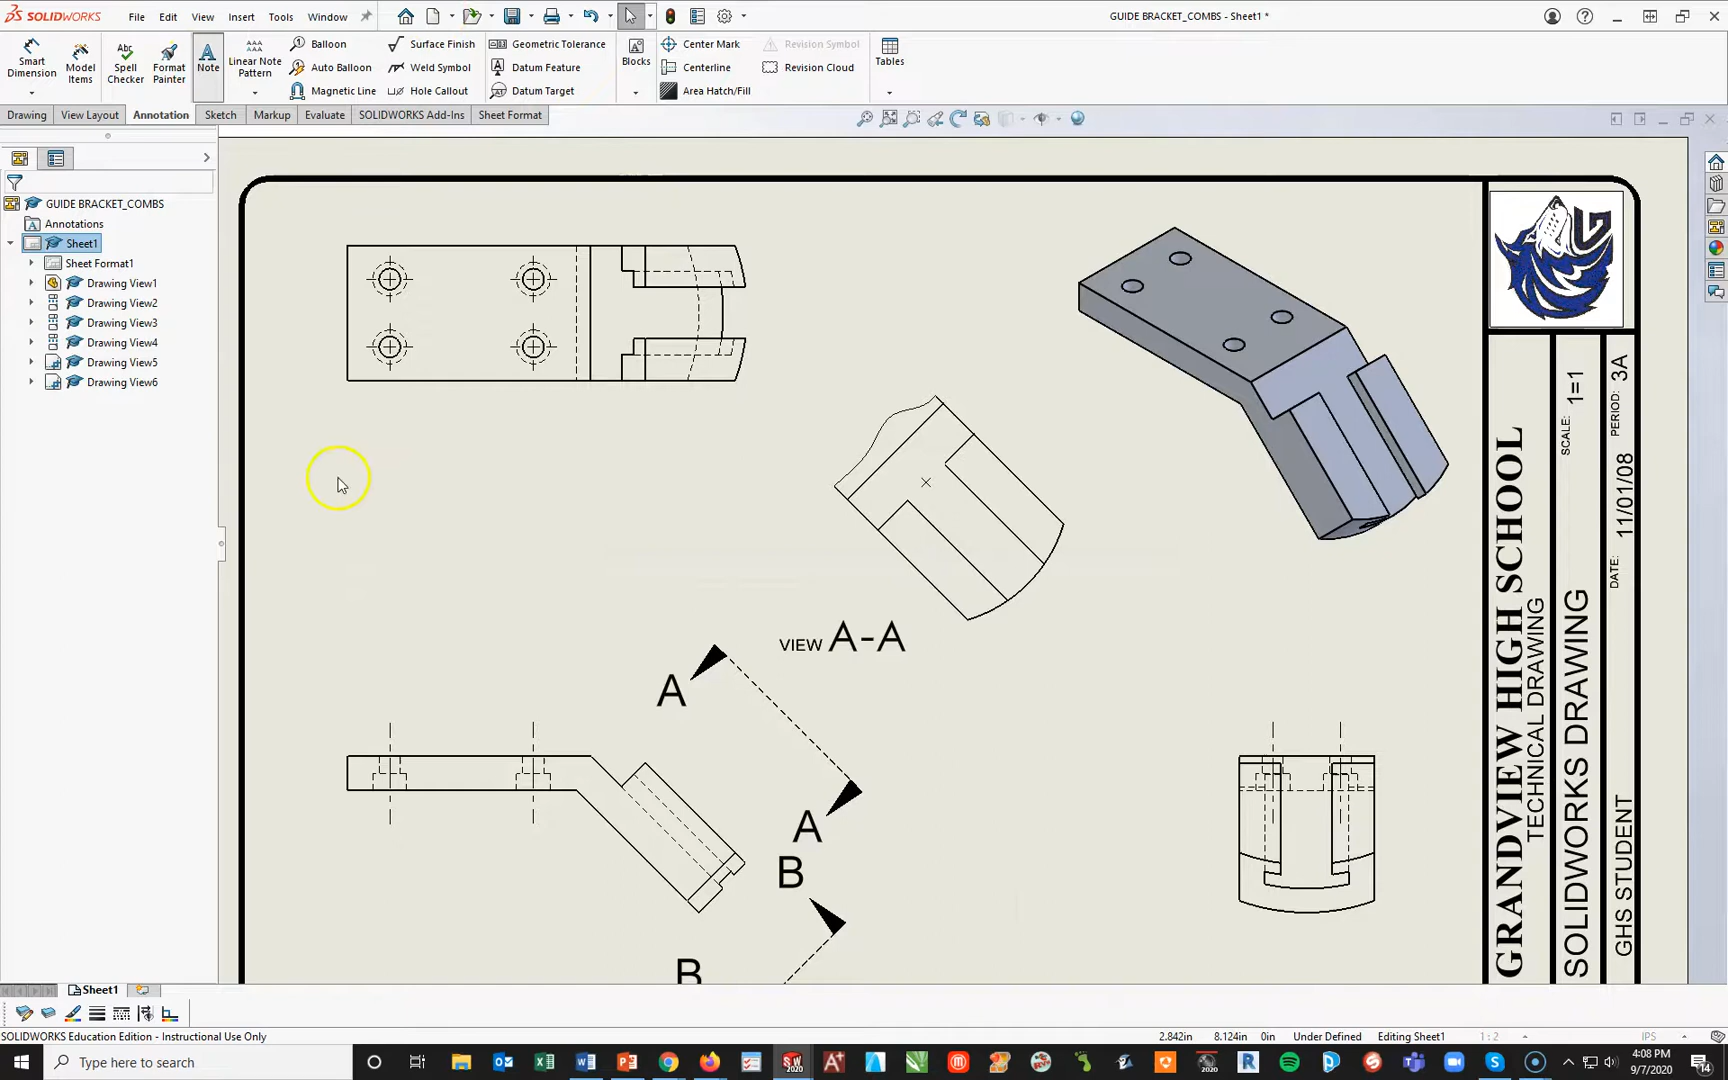 SOLIDWORKS
File Edit View Insert Tools Window
GUIDE BRACKET_COMBS - Sheet1 *
Smart Dimension
Model Items
Spell Checker
Format Painter
Note
Linear Note Pattern
Balloon
Auto Balloon
Magnetic Line
Surface Finish
Weld Symbol
Hole Callout
Geometric Tolerance
Datum Feature
Datum Target
Blocks
Center Mark
Centerline
Area Hatch/Fill
Revision Symbol
Revision Cloud
Tables
Drawing View Layout Annotation Sketch Markup Evaluate SOLIDWORKS Add-Ins Sheet Format
GUIDE BRACKET_COMBS
Annotations
Sheet1
Sheet Format1
Drawing View1
Drawing View2
Drawing View3
Drawing View4
Drawing View5
Drawing View6
VIEW A-A
A
A
B
B
GRANDVIEW HIGH SCHOOL
TECHNICAL DRAWING
SOLIDWORKS DRAWING
SCALE: 1=1
GHS STUDENT
DATE: 11/01/08
PERIOD: 3A
Sheet1
SOLIDWORKS Education Edition - Instructional Use Only
2.842in 8.124in 0in Under Defined Editing Sheet1 1 : 2 IPS
Type here to search
4:08 PM
9/7/2020